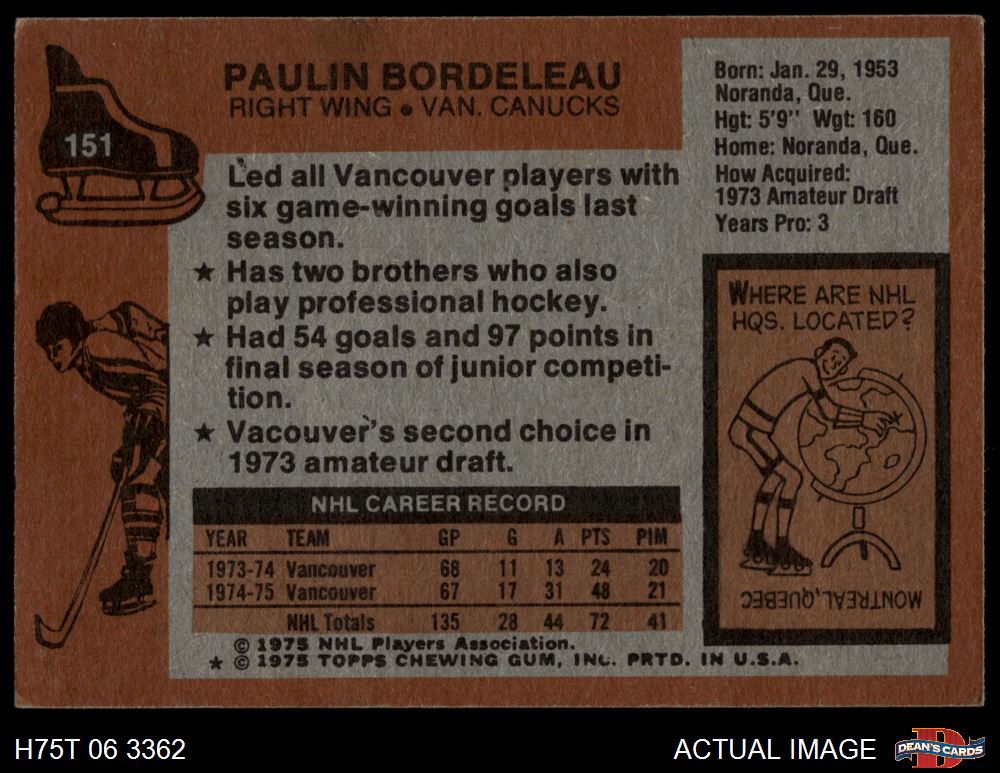 PAULIN BORDELEAU
RIGHT WING • VAN. CANUCKS
151
Led all Vancouver players with
six game-winning goals last
season.
★ Has two brothers who also
play professional hockey.
★ Had 54 goals and 97 points in
final season of junior competi-
tion.
★ Vacouver's second choice in
1973 amateur draft.
Born: Jan. 29, 1953
Noranda, Que.
Hgt: 5'9" Wgt: 160
Home: Noranda, Que.
How Acquired:
1973 Amateur Draft
Years Pro: 3
WHERE ARE NHL
HQS. LOCATED?
MONTREAL, QUEBEC
NHL CAREER RECORD
YEAR TEAM GP G A PTS PIM
1973-74 Vancouver 68 11 13 24 20
1974-75 Vancouver 67 17 31 48 21
NHL Totals 135 28 44 72 41
© 1975 NHL Players Association.
★ © 1975 TOPPS CHEWING GUM, INC. PRTD. IN U.S.A.
H75T 06 3362
ACTUAL IMAGE
D
DEAN'S CARDS